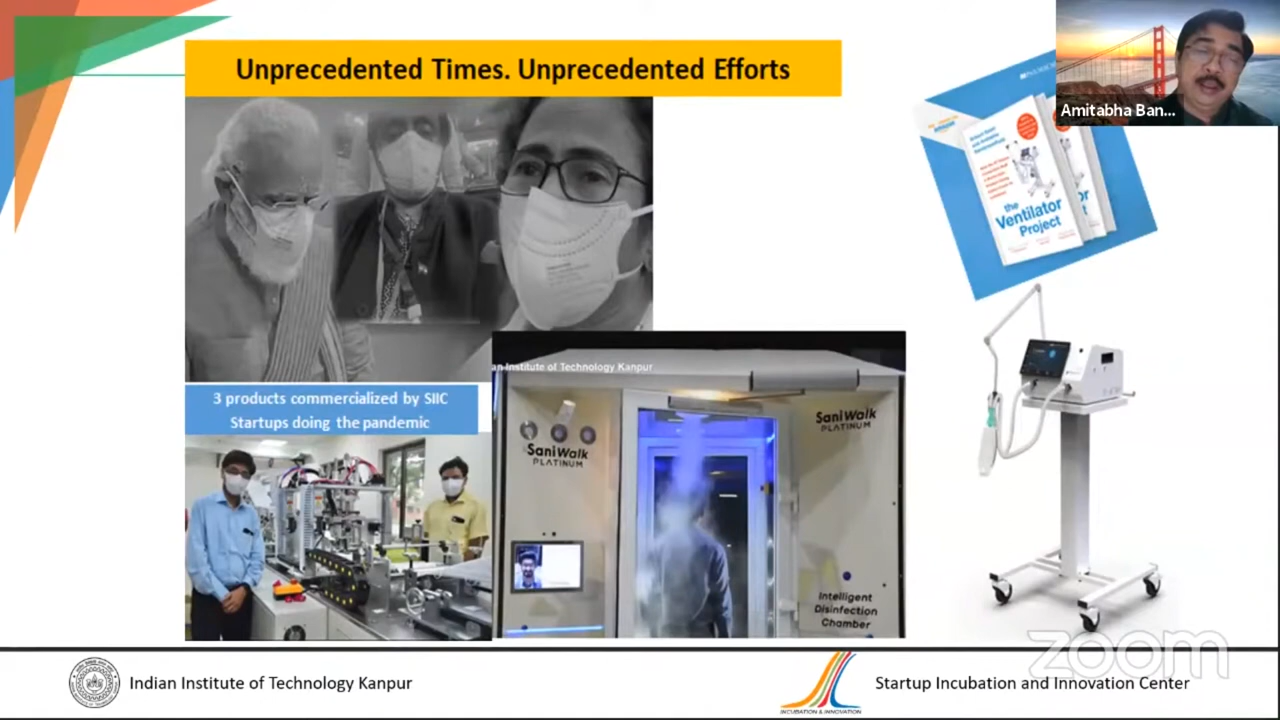 Unprecedented Times. Unprecedented Efforts
Amitabha Ban...
the
Ventilator
Project
an Institute of Technology Kanpur
3 products commercialized by SIIC
Startups doing the pandemic
SaniWalk
PLATINUM
SaniWalk
PLATINUM
Intelligent
Disinfection
Chamber
zoom
Indian Institute of Technology Kanpur
INCUBATION & INNOVATION
Startup Incubation and Innovation Center